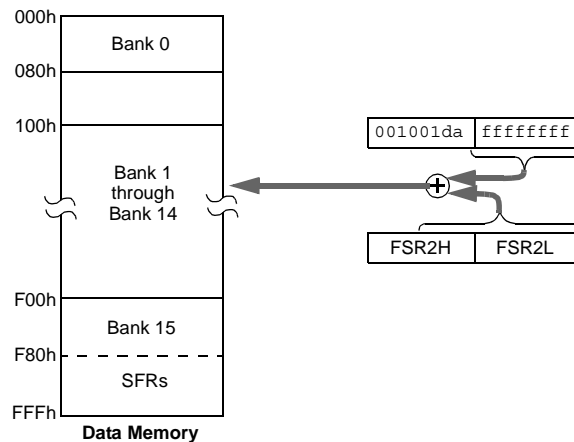 000h
Bank 0
080h
100h
001001da ffffffff
Bank 1
through
Bank 14
FSR2H FSR2L
F00h
Bank 15
F80h
SFRs
FFFh
Data Memory